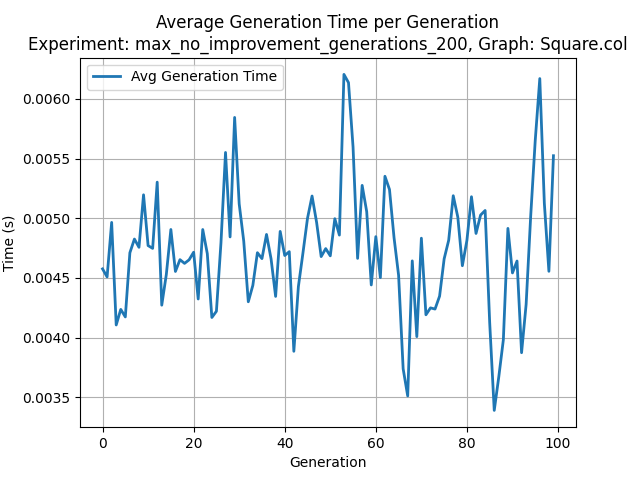 Average Generation Time per Generation
Experiment: max_no_improvement_generations_200, Graph: Square.col
Avg Generation Time
0.0060
0.0055
0.0050
0.0045
0.0040
0.0035
Time (s)
0 20 40 60 80 100
Generation